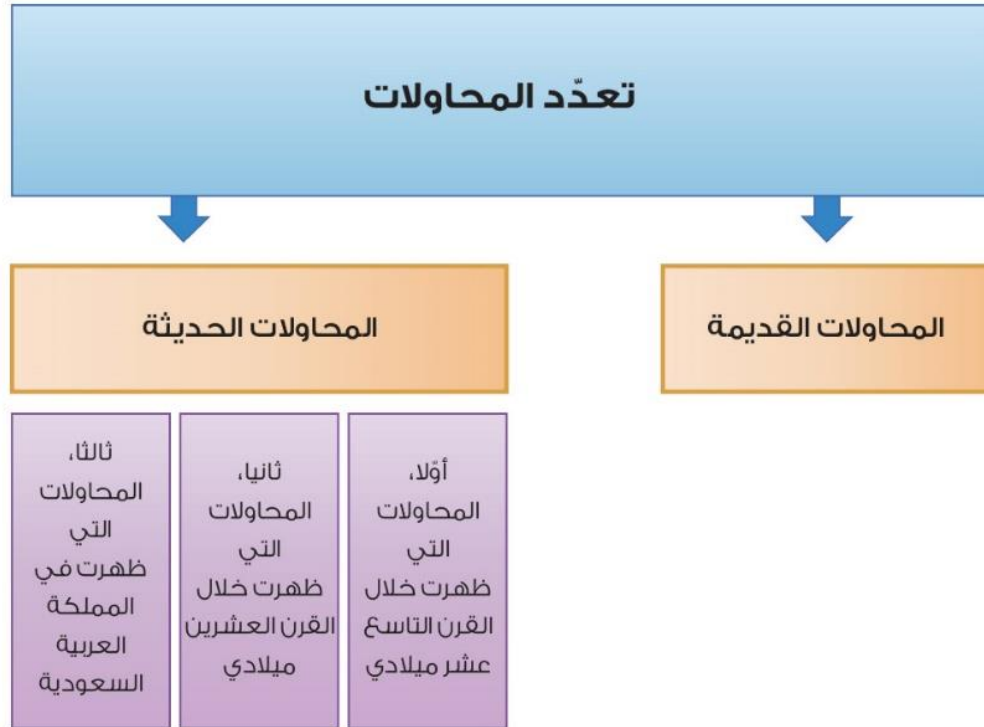 تعدّد المحاولات
المحاولات القديمة
المحاولات الحديثة
أوّلا،
المحاولات
التي
ظهرت خلال
القرن التاسع
عشر ميلادي
ثانيا،
المحاولات
التي
ظهرت خلال
القرن العشرين
ميلادي
ثالثا،
المحاولات
التي
ظهرت في
المملكة
العربية
السعودية